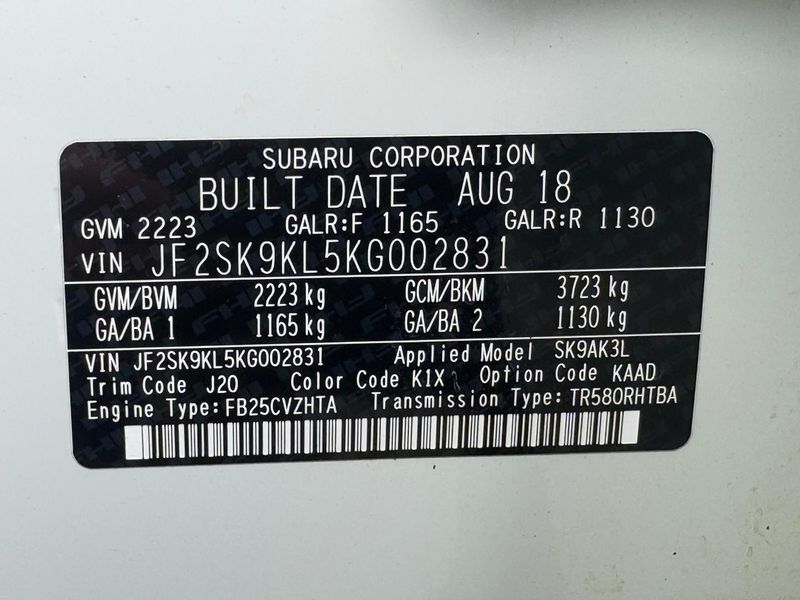 SUBARU CORPORATION
BUILT DATE AUG 18
GVM 2223 GALR:F 1165 GALR:R 1130
VIN JF2SK9KL5KG002831
GVM/BVM 2223 kg GCM/BKM 3723 kg
GA/BA 1 1165 kg GA/BA 2 1130 kg
VIN JF2SK9KL5KG002831 Applied Model SK9AK3L
Trim Code J20 Color Code K1X Option Code KAAD
Engine Type: FB25CVZHTA Transmission Type: TR580RHTBA